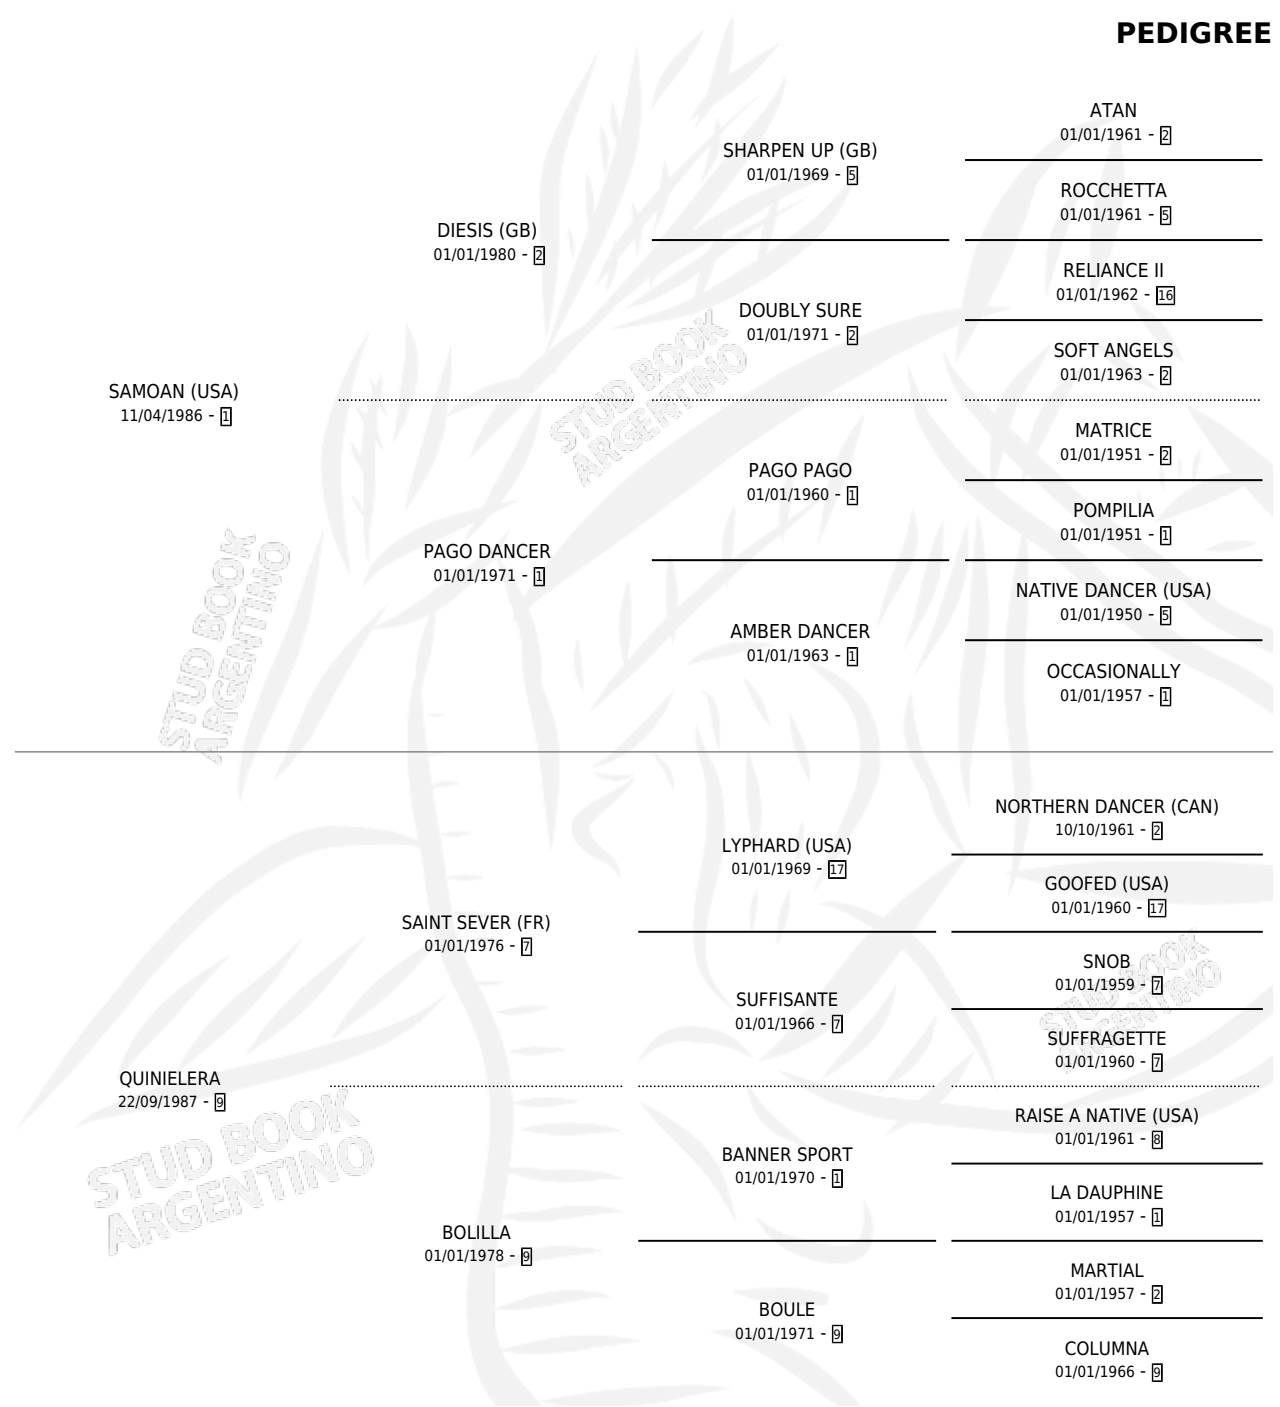 PEDIGREE
ATAN
01/01/1961 - 2
SHARPEN UP (GB)
01/01/1969 - 5
ROCCHETTA
01/01/1961 - 5
DIESIS (GB)
01/01/1980 - 2
RELIANCE II
01/01/1962 - 16
DOUBLY SURE
01/01/1971 - 2
SOFT ANGELS
01/01/1963 - 2
SAMOAN (USA)
11/04/1986 - 1
MATRICE
01/01/1951 - 2
PAGO PAGO
01/01/1960 - 1
POMPILIA
01/01/1951 - 1
PAGO DANCER
01/01/1971 - 1
NATIVE DANCER (USA)
01/01/1950 - 5
AMBER DANCER
01/01/1963 - 1
OCCASIONALLY
01/01/1957 - 1
NORTHERN DANCER (CAN)
10/10/1961 - 2
LYPHARD (USA)
01/01/1969 - 17
GOOFED (USA)
01/01/1960 - 17
SAINT SEVER (FR)
01/01/1976 - 7
SNOB
01/01/1959 - 7
SUFFISANTE
01/01/1966 - 7
SUFFRAGETTE
01/01/1960 - 7
QUINIELERA
22/09/1987 - 9
RAISE A NATIVE (USA)
01/01/1961 - 8
BANNER SPORT
01/01/1970 - 1
LA DAUPHINE
01/01/1957 - 1
BOLILLA
01/01/1978 - 9
MARTIAL
01/01/1957 - 2
BOULE
01/01/1971 - 9
COLUMNA
01/01/1966 - 9
STUD BOOK
ARGENTINO
STUD BOOK
ARGENTINO
STUD BOOK
ARGENTINO
STUD BOOK
ARGENTINO